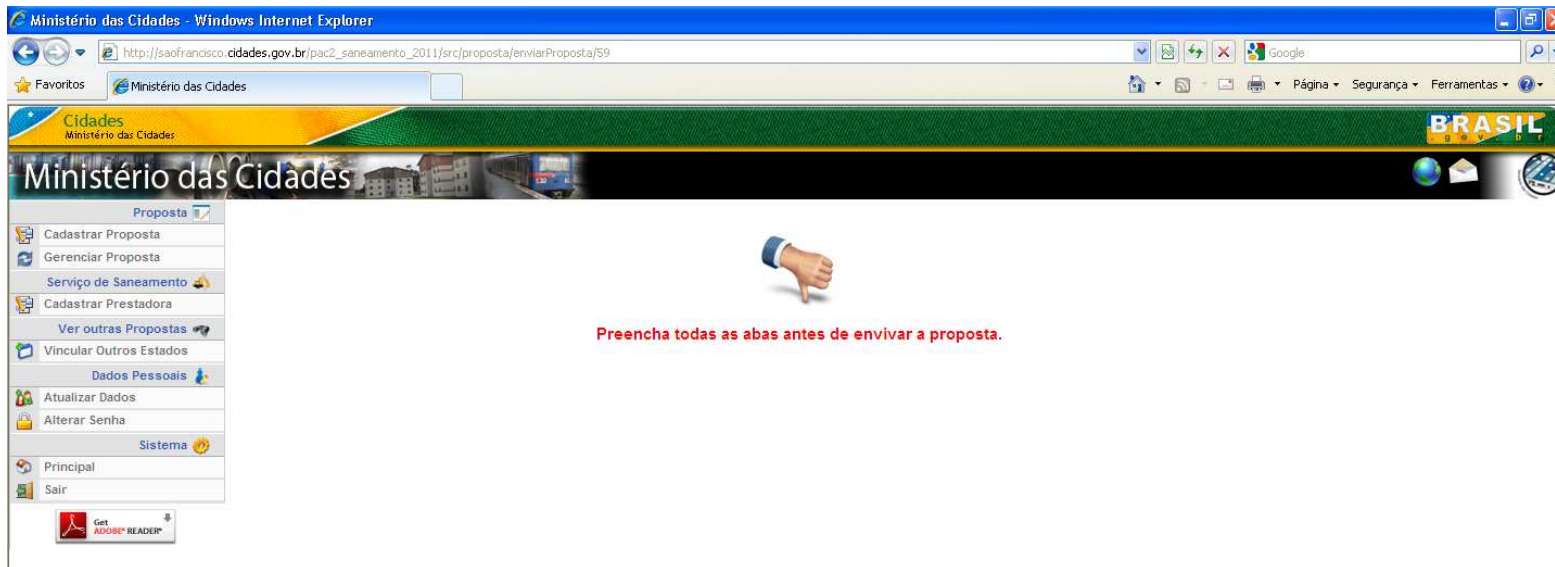 Ministério das Cidades - Windows Internet Explorer
http://saofrancisco.cidades.gov.br/pac2_saneamento_2011/src/proposta/enviarProposta/59
Google
Favoritos
Ministério das Cidades
Página
Segurança
Ferramentas
Cidades
Ministério das Cidades
BRASIL
. g o v . b r
Ministério das Cidades
Proposta
Cadastrar Proposta
Gerenciar Proposta
Serviço de Saneamento
Cadastrar Prestadora
Ver outras Propostas
Vincular Outros Estados
Dados Pessoais
Atualizar Dados
Alterar Senha
Sistema
Principal
Sair
Get
ADOBE® READER®
Preencha todas as abas antes de envivar a proposta.